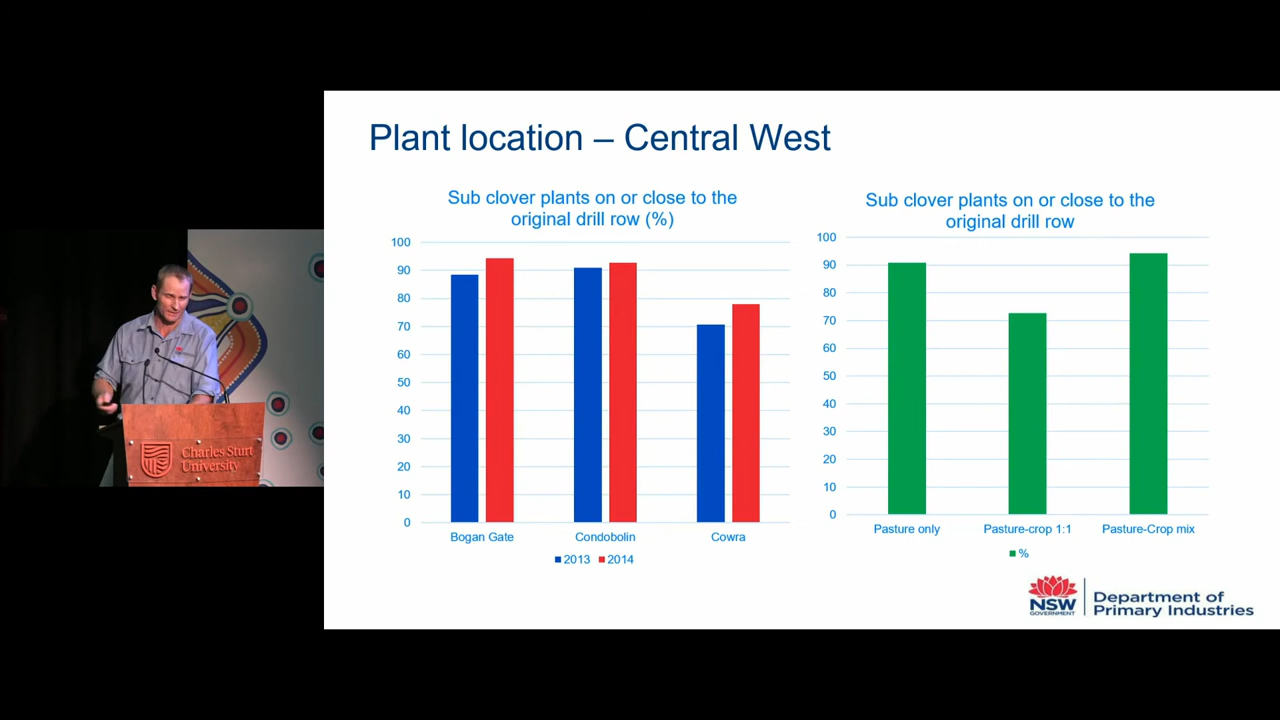 Plant location – Central West
Sub clover plants on or close to the
original drill row (%)
100
90
80
70
60
50
40
30
20
10
0
Bogan Gate
Condobolin
Cowra
2013
2014
Sub clover plants on or close to the
original drill row
100
90
80
70
60
50
40
30
20
10
0
Pasture only
Pasture-crop 1:1
Pasture-Crop mix
%
Charles Sturt
University
NSW
GOVERNMENT
Department of
Primary Industries